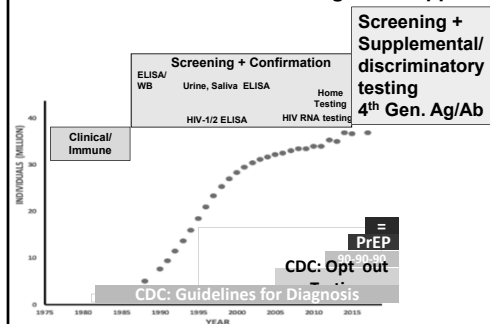 Screening +
Supplemental/
discriminatory
testing
4th Gen. Ag/Ab
Screening + Confirmation
ELISA/
WB
Urine, Saliva ELISA
Home
Testing
HIV-1/2 ELISA
HIV RNA testing
Clinical/
Immune
INDIVIDUALS (MILLION)
40
30
20
10
0
=
PrEP
90-90-90
CDC: Opt out
CDC: Guidelines for Diagnosis
1975 1980 1985 1990 1995 2000 2005 2010 2015 2020
YEAR